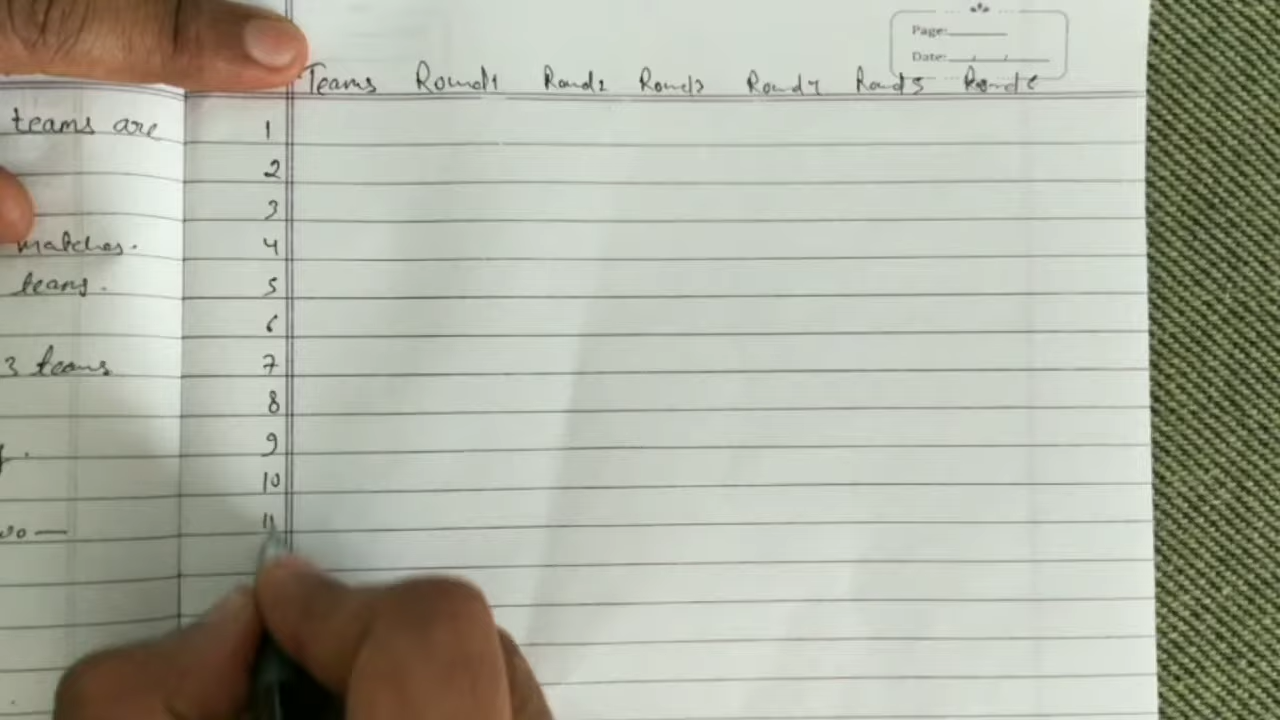 Page:
Date:
Teams Round1 Round2 Round3 Round4 Round5 Round6
teams are
1
2
3
matches.
4
teams.
5
6
3 teams
7
8
9
10
11